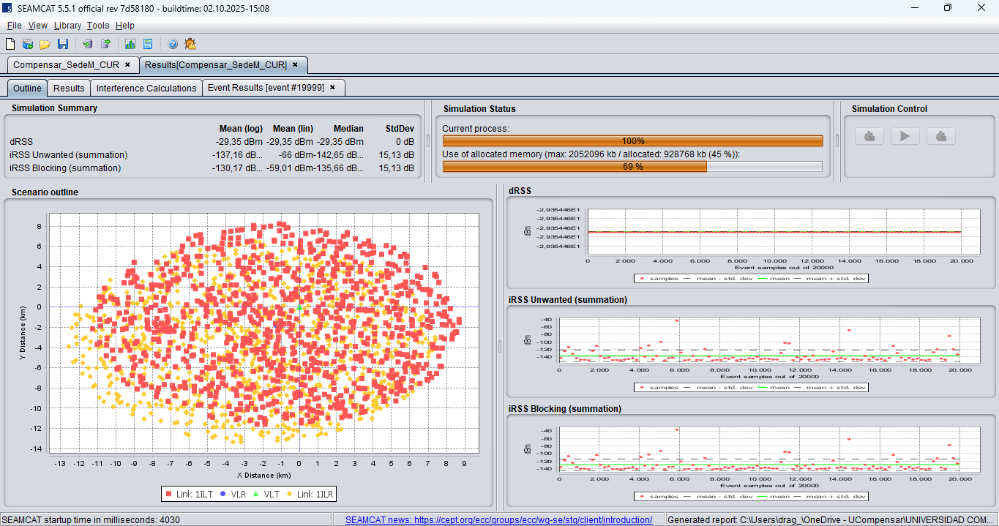 SEAMCAT 5.5.1 official rev 7d58180 - buildtime: 02.10.2025-15:08
File View Library Tools Help
Compensar_SedeM_CUR × Results[Compensar_SedeM_CUR] ×
Outline Results Interference Calculations Event Results [event #19999] ×
Simulation Summary
Mean (log) Mean (lin) Median StdDev
dRSS -29,35 dBm -29,35 dBm -29,35 dBm 0 dB
iRSS Unwanted (summation) -137,16 dB... -66 dBm -142,65 dB... 15,13 dB
iRSS Blocking (summation) -130,17 dB... -59,01 dBm -135,66 dB... 15,13 dB
Simulation Status
Current process:
100%
Use of allocated memory (max: 2052096 kb / allocated: 928768 kb (45 %)):
69 %
Simulation Control
Scenario outline
8
6
4
2
0
-2
-4
-6
-8
-10
-12
-14
Y Distance (km)
-13 -12 -11 -10 -9 -8 -7 -6 -5 -4 -3 -2 -1 0 1 2 3 4 5 6 7 8 9
X Distance (km)
Link 1ILT VLR VLT Link 1ILR
dRSS
-2,935446E1
-2,935446E1
-2,935446E1
-2,935446E1
-2,935446E1
dBm
0 2.000 4.000 6.000 8.000 10.000 12.000 14.000 16.000 18.000 20.000
Event samples out of 20000
samples — mean - std. dev — mean — mean + std. dev
iRSS Unwanted (summation)
-40
-60
-80
-100
-120
-140
dBm
0 2.000 4.000 6.000 8.000 10.000 12.000 14.000 16.000 18.000 20.000
Event samples out of 20000
samples — mean - std. dev — mean — mean + std. dev
iRSS Blocking (summation)
-40
-60
-80
-100
-120
-140
dBm
0 2.000 4.000 6.000 8.000 10.000 12.000 14.000 16.000 18.000 20.000
Event samples out of 20000
samples — mean - std. dev — mean — mean + std. dev
SEAMCAT startup time in milliseconds: 4030
SEAMCAT news: https://cept.org/ecc/groups/ecc/wg-se/stg/client/introduction/
Generated report: C:\Users\drag_\OneDrive - UCompensar\UNIVERSIDAD COM...